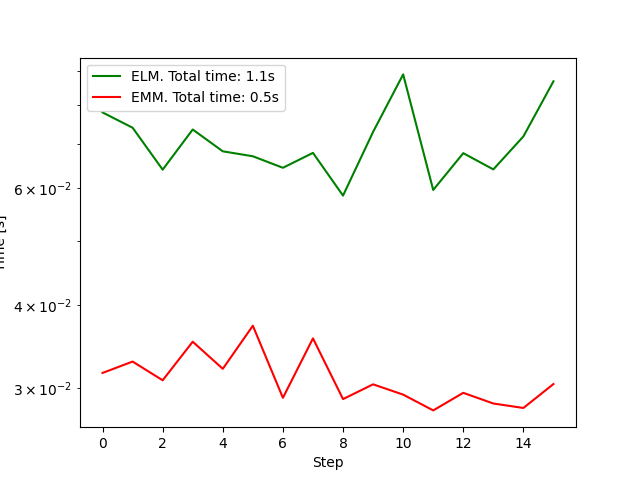 ELM. Total time: 1.1s
EMM. Total time: 0.5s
6 × 10⁻²
4 × 10⁻²
3 × 10⁻²
0 2 4 6 8 10 12 14
Step
Time [s]